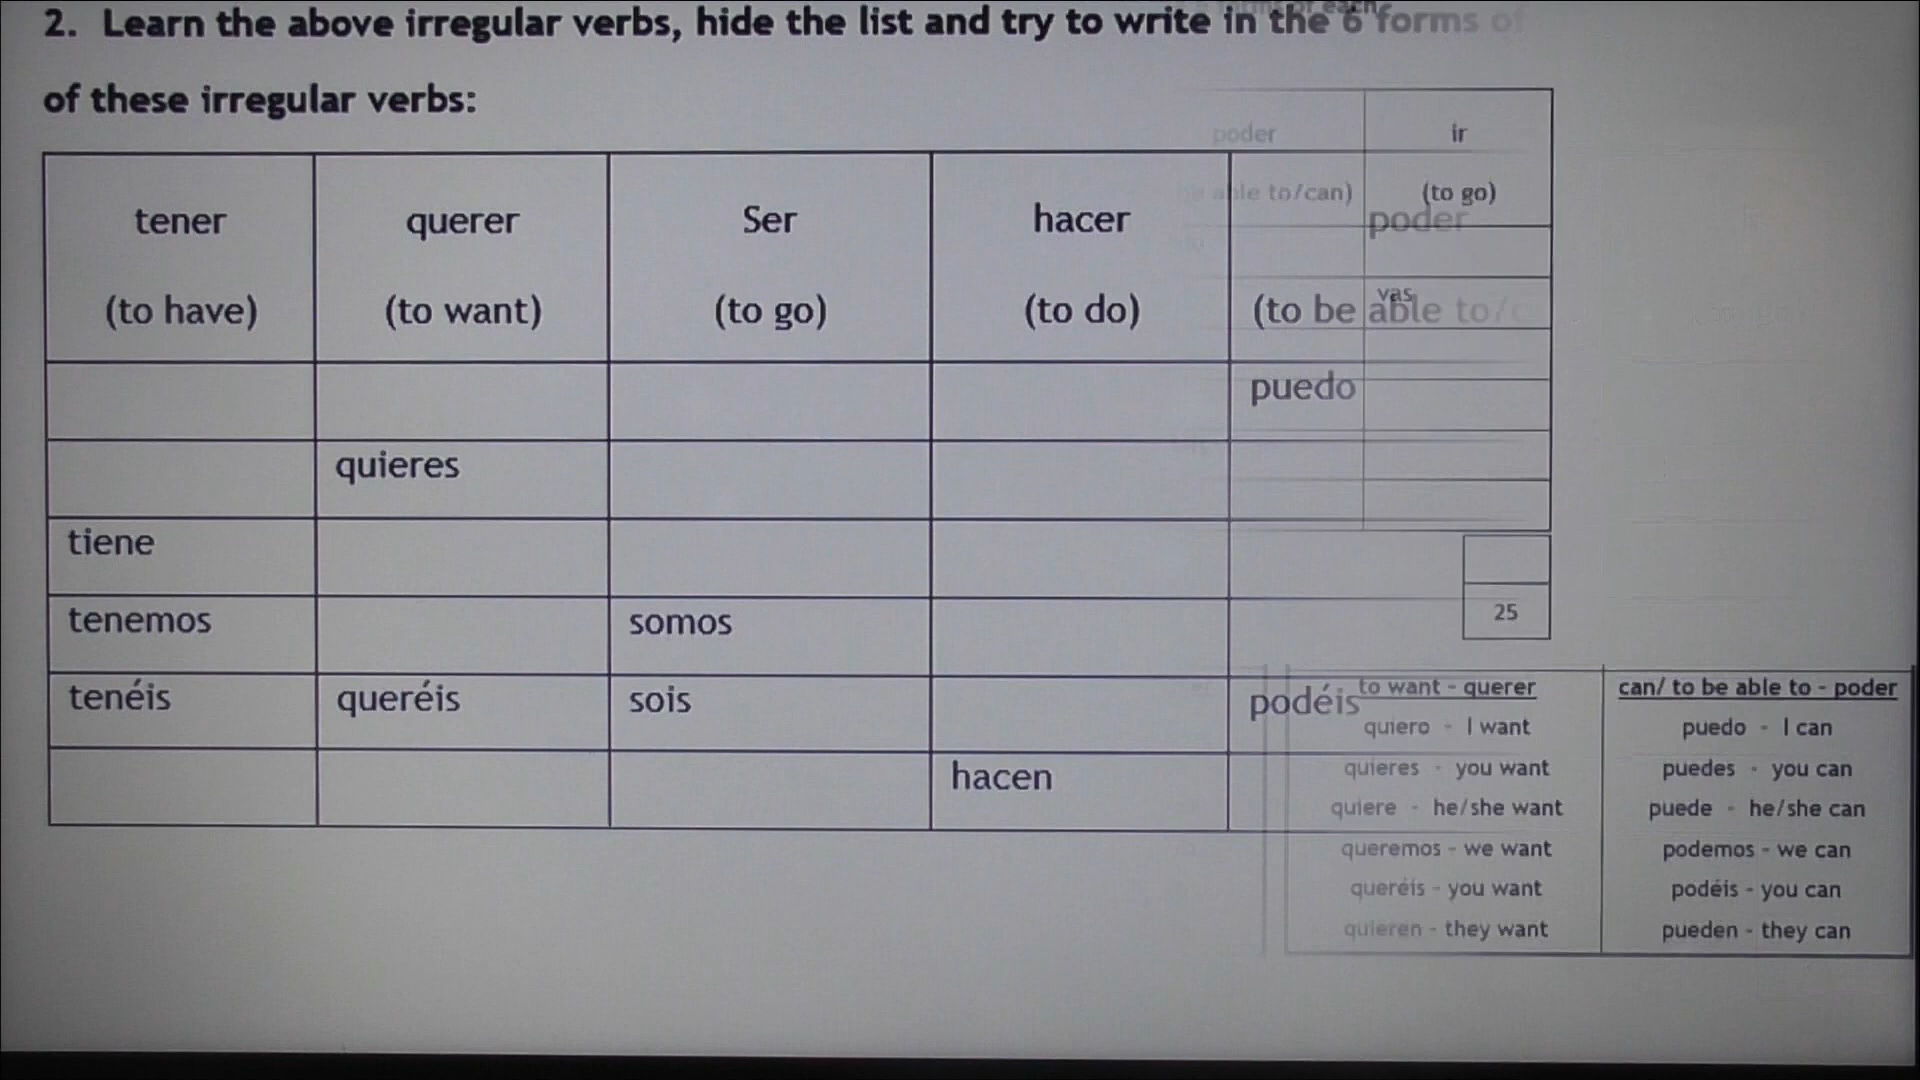 2. Learn the above irregular verbs, hide the list and try to write in the 6 forms of
of these irregular verbs:
tener querer Ser hacer poder
(to have) (to want) (to go) (to do) (to be able to/
puedo
quieres
tiene
tenemos somos
tenéis queréis sois podéis
hacen
poder ir
able to/can) (to go)
vas
25
to want - querer can/ to be able to - poder
quiero - I want puedo - I can
quieres - you want puedes - you can
quiere - he/she want puede - he/she can
queremos - we want podemos - we can
queréis - you want podéis - you can
quieren - they want pueden - they can